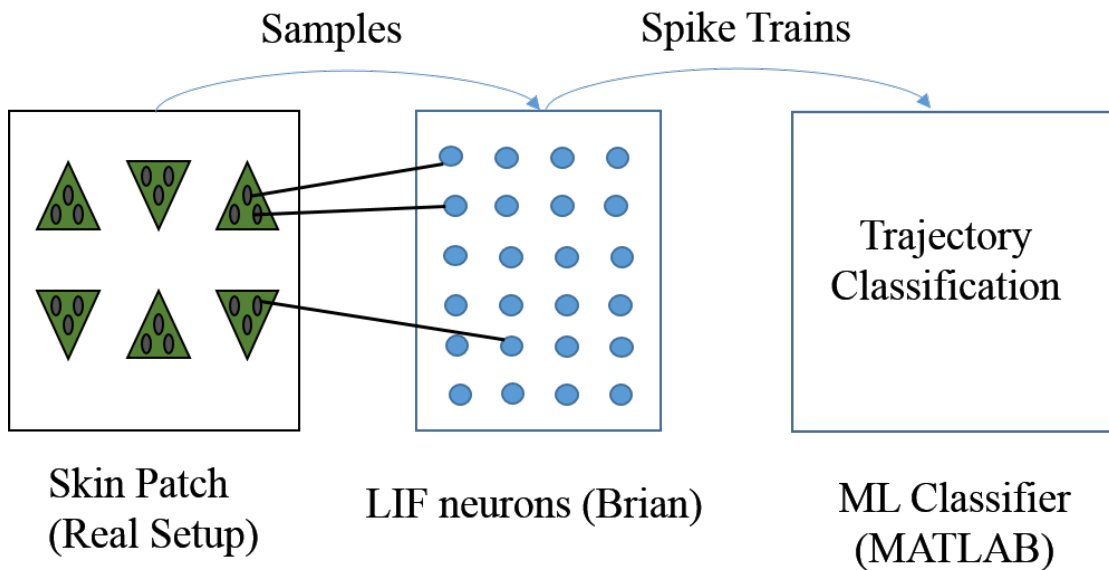 Samples
Spike Trains
Trajectory
Classification
Skin Patch
(Real Setup)
LIF neurons (Brian)
ML Classifier
(MATLAB)